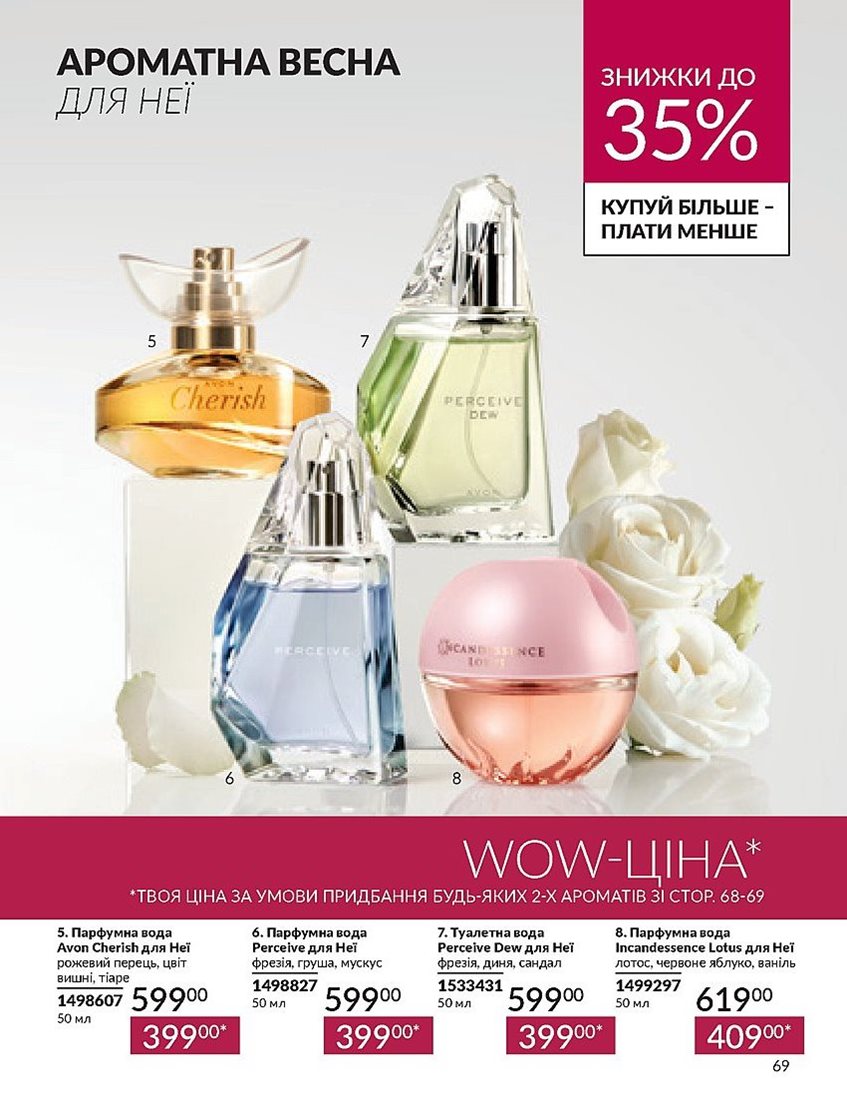 АРОМАТНА ВЕСНА
ДЛЯ НЕЇ
ЗНИЖКИ ДО
35%
КУПУЙ БІЛЬШЕ –
ПЛАТИ МЕНШЕ
5
7
AVON
Cherish
PERCEIVE
DEW
AVON
PERCEIVE
INCANDESSENCE
LOTUS
6
8
WOW-ЦІНА*
*ТВОЯ ЦІНА ЗА УМОВИ ПРИДБАННЯ БУДЬ-ЯКИХ 2-Х АРОМАТІВ ЗІ СТОР. 68-69
5. Парфумна вода
Avon Cherish для Неї
рожевий перець, цвіт
вишні, тіаре
1498607
50 мл
599⁰⁰
399⁰⁰*
6. Парфумна вода
Perceive для Неї
фрезія, груша, мускус
1498827
50 мл
599⁰⁰
399⁰⁰*
7. Туалетна вода
Perceive Dew для Неї
фрезія, диня, сандал
1533431
50 мл
599⁰⁰
399⁰⁰*
8. Парфумна вода
Incandessence Lotus для Неї
лотос, червоне яблуко, ваніль
1499297
50 мл
619⁰⁰
409⁰⁰*
69